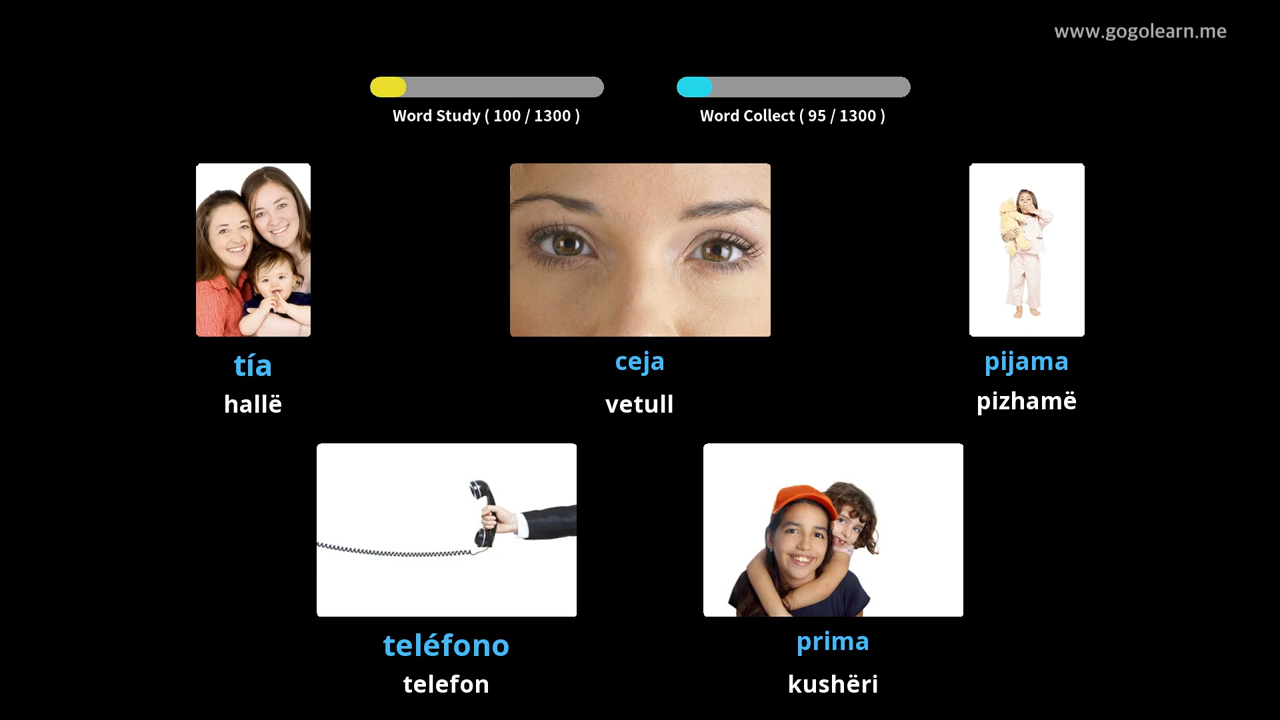 www.gogolearn.me
Word Study ( 100 / 1300 )
Word Collect ( 95 / 1300 )
tía
hallë
ceja
vetull
pijama
pizhamë
teléfono
telefon
prima
kushëri